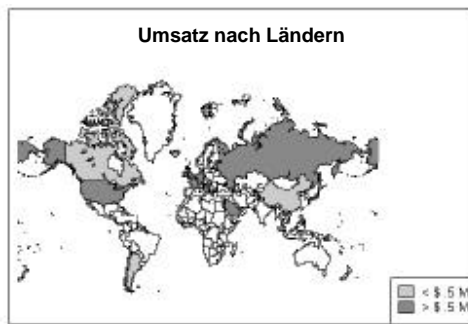 Umsatz nach Ländern
< $ .5 M
> $ .5 M